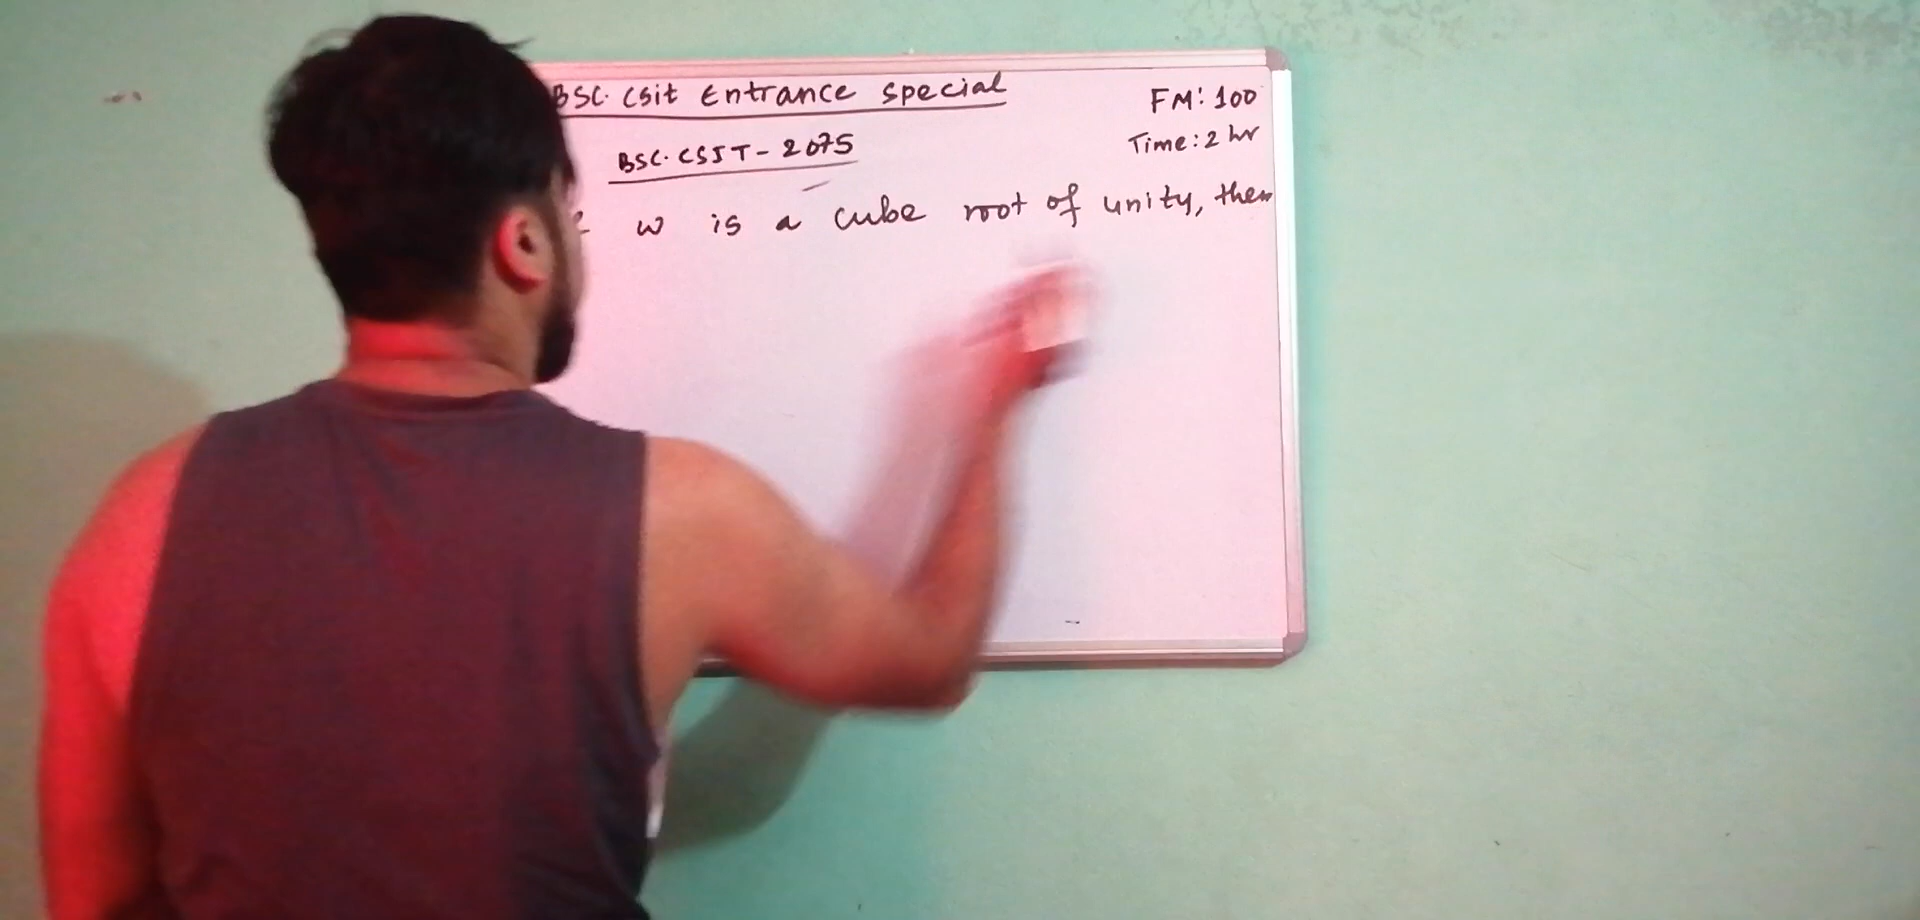 BSC. CSit Entrance special
FM: 100
Time: 2 hr
BSC. CSIT - 2075
w is a cube root of unity, then